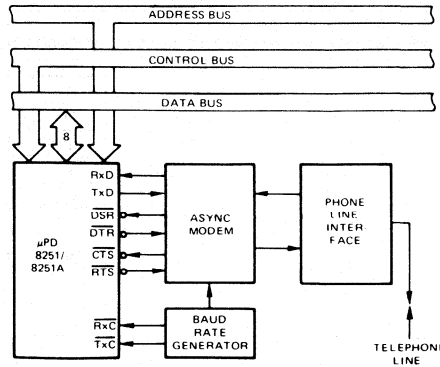 ADDRESS BUS
CONTROL BUS
DATA BUS
8
µPD
8251/
8251A
RxD
TxD
DSR
DTR
CTS
RTS
RxC
TxC
ASYNC
MODEM
BAUD
RATE
GENERATOR
PHONE
LINE
INTER-
FACE
TELEPHONE
LINE